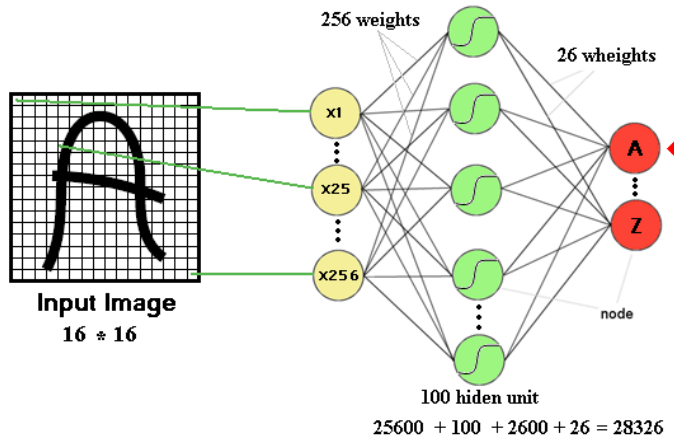 256 weights
26 wheights
x1
A
x25
Z
x256
node
Input Image
16 * 16
100 hiden unit
25600 + 100 + 2600 + 26 = 28326